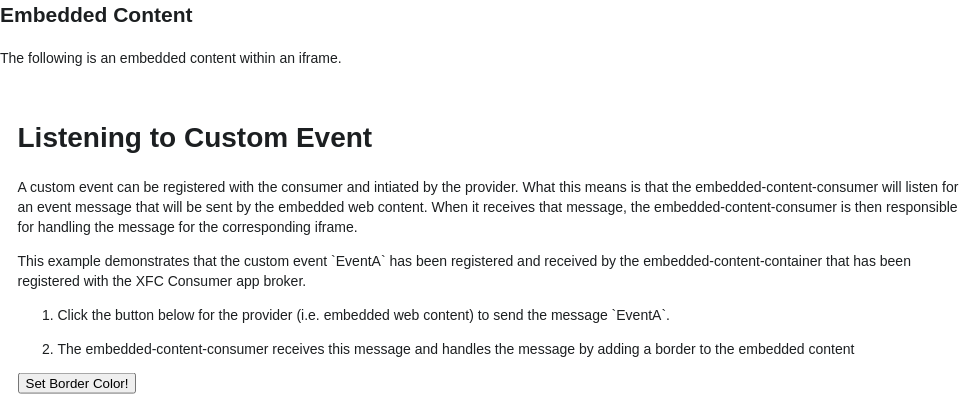 Embedded Content
The following is an embedded content within an iframe.
Listening to Custom Event
A custom event can be registered with the consumer and intiated by the provider. What this means is that the embedded-content-consumer will listen for
an event message that will be sent by the embedded web content. When it receives that message, the embedded-content-consumer is then responsible
for handling the message for the corresponding iframe.
This example demonstrates that the custom event `EventA` has been registered and received by the embedded-content-container that has been
registered with the XFC Consumer app broker.
1. Click the button below for the provider (i.e. embedded web content) to send the message `EventA`.
2. The embedded-content-consumer receives this message and handles the message by adding a border to the embedded content
Set Border Color!